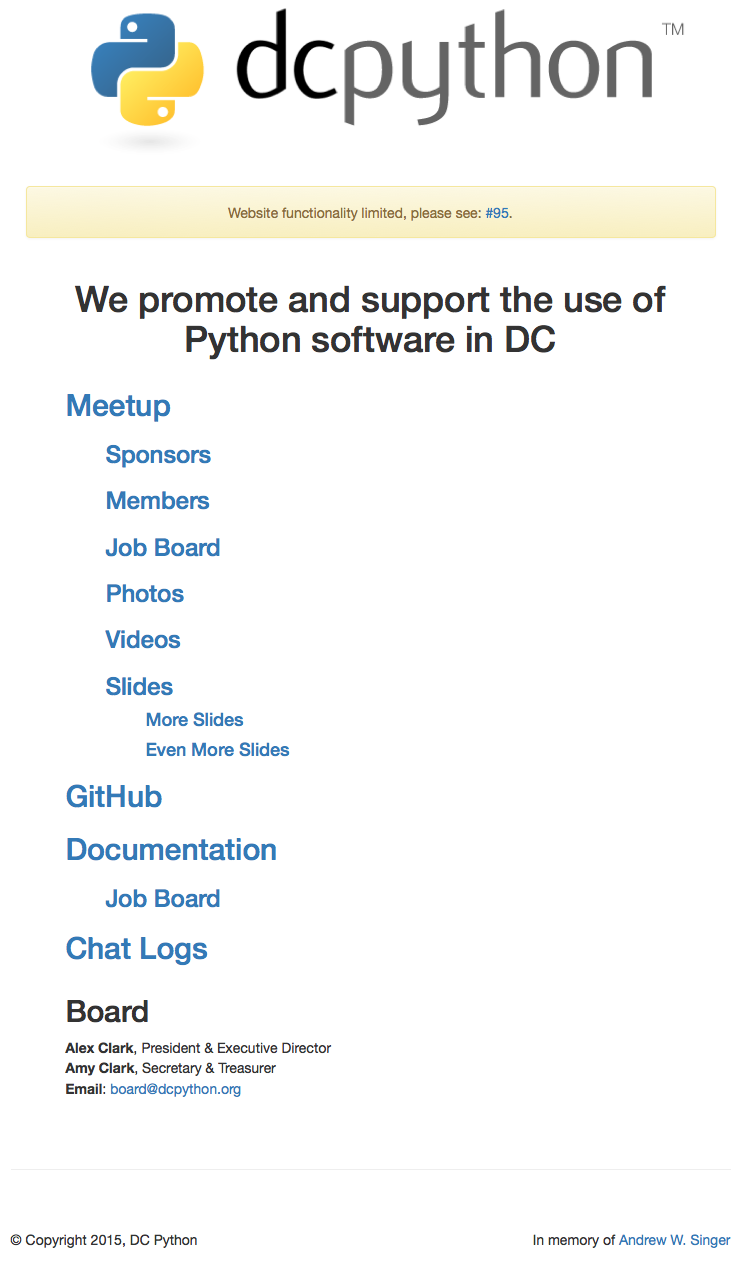 dcpython TM
Website functionality limited, please see: #95.
We promote and support the use of
Python software in DC
Meetup
Sponsors
Members
Job Board
Photos
Videos
Slides
More Slides
Even More Slides
GitHub
Documentation
Job Board
Chat Logs
Board
Alex Clark, President & Executive Director
Amy Clark, Secretary & Treasurer
Email: board@dcpython.org
© Copyright 2015, DC Python In memory of Andrew W. Singer